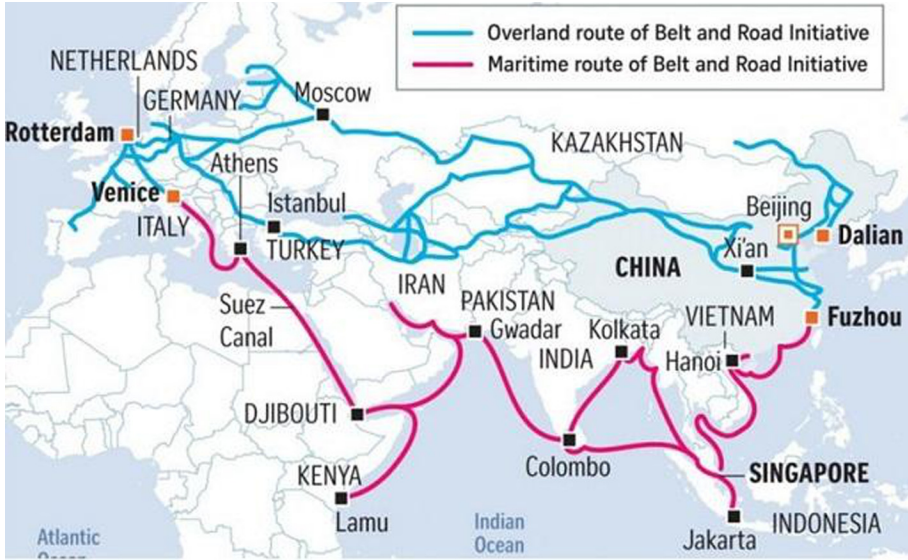 Overland route of Belt and Road Initiative
Maritime route of Belt and Road Initiative
NETHERLANDS
GERMANY
Moscow
Rotterdam
KAZAKHSTAN
Athens
Venice
Istanbul
Beijing
ITALY
TURKEY
Dalian
Xi'an
CHINA
IRAN
Suez
Canal
PAKISTAN
Gwadar
Kolkata
VIETNAM
Fuzhou
INDIA
Hanoi
DJIBOUTI
Colombo
SINGAPORE
KENYA
Lamu
Indian
Ocean
Jakarta
INDONESIA
Atlantic